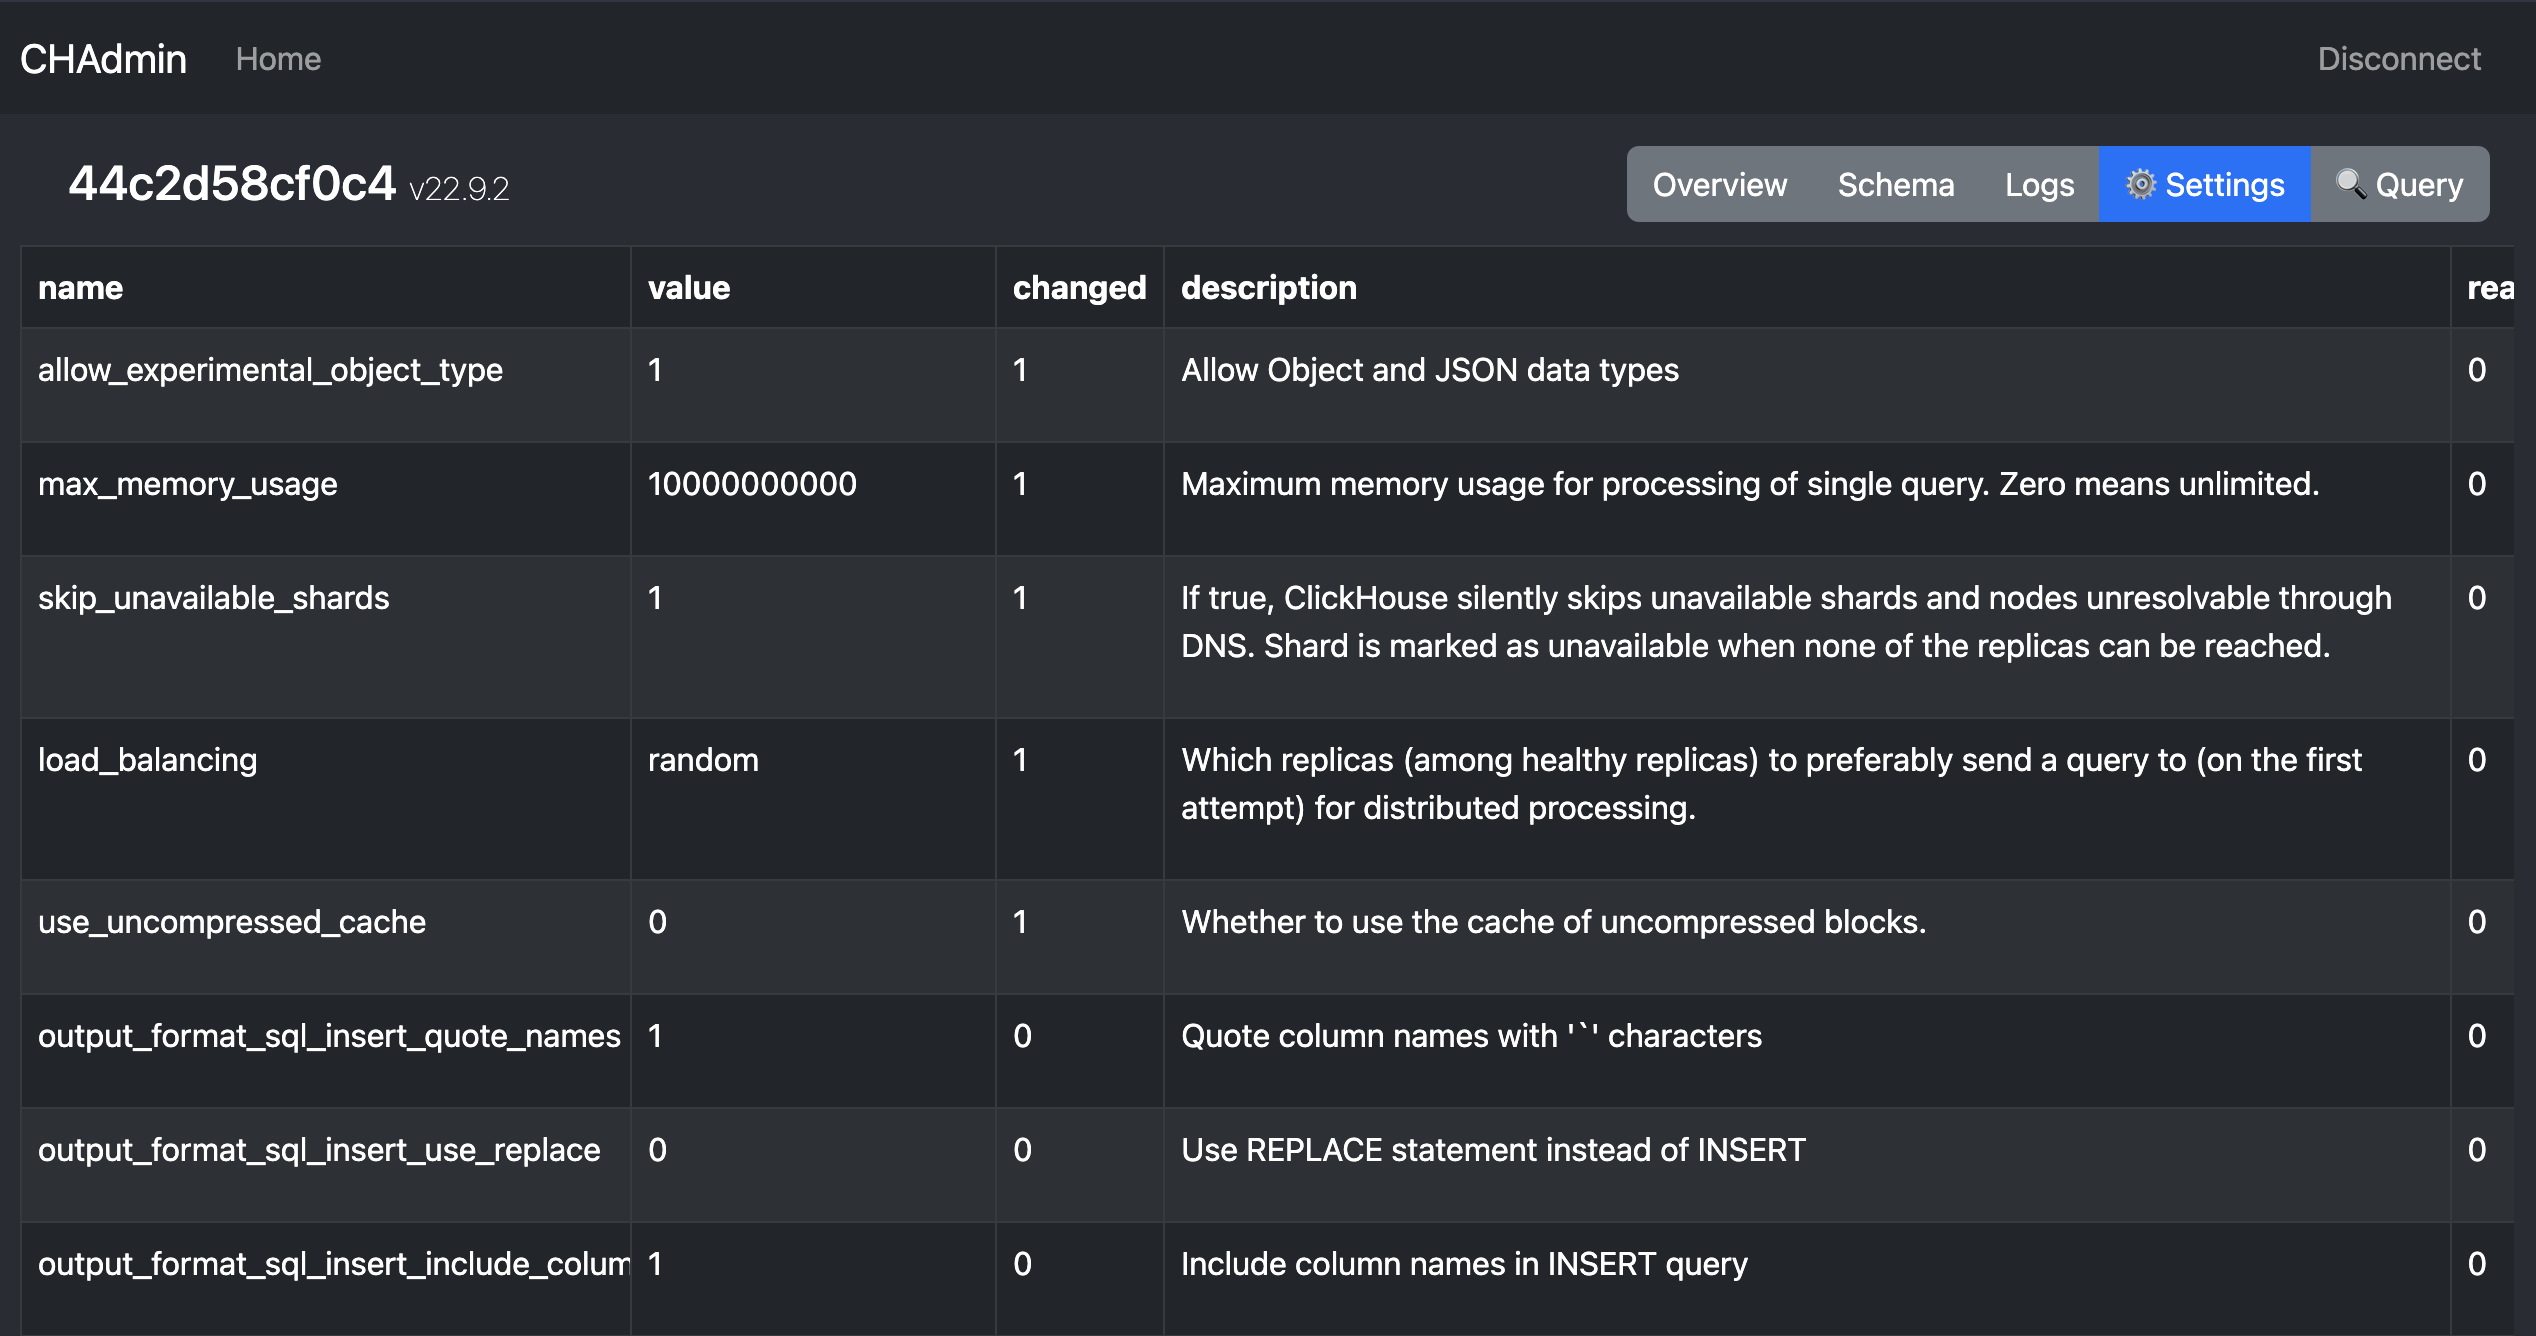 CHAdmin Home Disconnect
44c2d58cf0c4 v22.9.2 Overview Schema Logs ⚙️ Settings 🔍 Query
name value changed description rea
allow_experimental_object_type 1 1 Allow Object and JSON data types 0
max_memory_usage 10000000000 1 Maximum memory usage for processing of single query. Zero means unlimited. 0
skip_unavailable_shards 1 1 If true, ClickHouse silently skips unavailable shards and nodes unresolvable through 0
DNS. Shard is marked as unavailable when none of the replicas can be reached.
load_balancing random 1 Which replicas (among healthy replicas) to preferably send a query to (on the first 0
attempt) for distributed processing.
use_uncompressed_cache 0 1 Whether to use the cache of uncompressed blocks. 0
output_format_sql_insert_quote_names 1 0 Quote column names with '`' characters 0
output_format_sql_insert_use_replace 0 0 Use REPLACE statement instead of INSERT 0
output_format_sql_insert_include_colum 1 0 Include column names in INSERT query 0